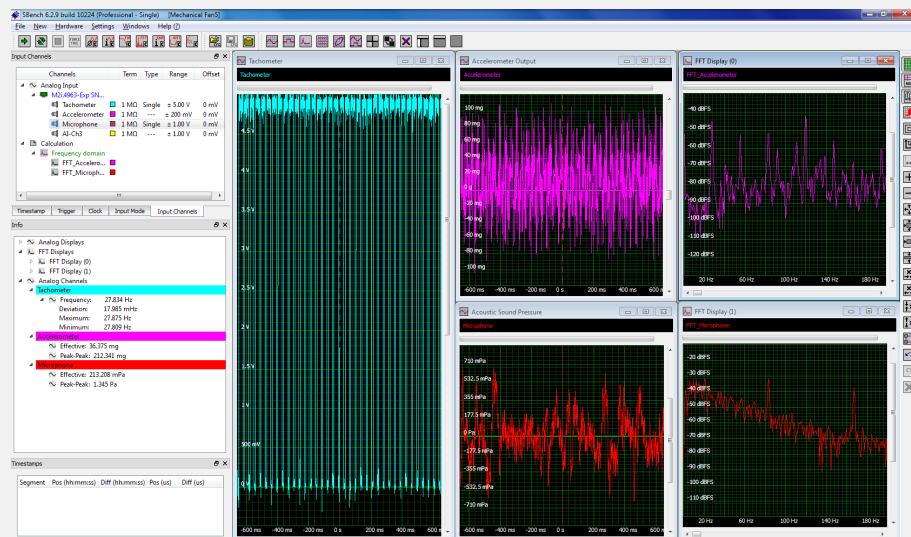 SBench 6.2.9 build 10224 (Professional - Single) [Mechanical Fan5]
File New Hardware Settings Windows Help (?)
Input Channels
Channels Term Type Range Offset
Analog Input
M2i.4963-Exp SN...
Tachometer 1 MΩ Single ± 5.00 V 0 mV
Accelerometer 1 MΩ --- ± 200 mV 0 mV
Microphone 1 MΩ Single ± 1.00 V 0 mV
AI-Ch3 1 MΩ --- ± 1.00 V 0 mV
Calculation
Frequency domain
FFT_Accelero...
FFT_Microph...
Timestamp Trigger Clock Input Mode Input Channels
Info
Analog Displays
FFT Displays
FFT Display (0)
FFT Display (1)
Analog Channels
Tachometer
Frequency: 27.834 Hz
Deviation: 17.985 mHz
Maximum: 27.875 Hz
Minimum: 27.809 Hz
Accelerometer
Effective: 36.375 mg
Peak-Peak: 212.341 mg
Microphone
Effective: 213.208 mPa
Peak-Peak: 1.345 Pa
Timestamps
Segment Pos (hh:mm:ss) Diff (hh:mm:ss) Pos (us) Diff (us)
Tachometer
Tachometer
4.5 V
4 V
3.5 V
3 V
2.5 V
2 V
1.5 V
1 V
500 mV
0 V
-600 ms -400 ms -200 ms 0 s 200 ms 400 ms 600 m
Accelerometer Output
Accelerometer
100 mg
80 mg
60 mg
40 mg
20 mg
0 mg
-20 mg
-40 mg
-60 mg
-80 mg
-100 mg
-600 ms -400 ms -200 ms 0 s 200 ms 400 ms 600 n
FFT Display (0)
FFT_Accelerometer
-40 dBFS
-50 dBFS
-60 dBFS
-70 dBFS
-80 dBFS
-90 dBFS
-100 dBFS
-110 dBFS
-120 dBFS
20 Hz 60 Hz 100 Hz 140 Hz 180 Hz
Acoustic Sound Pressure
Microphone
710 mPa
532.5 mPa
355 mPa
177.5 mPa
0 Pa
-177.5 mPa
-355 mPa
-532.5 mPa
-710 mPa
-600 ms -400 ms -200 ms 0 s 200 ms 400 ms 600 m
FFT Display (1)
FFT_Microphone
-20 dBFS
-30 dBFS
-40 dBFS
-50 dBFS
-60 dBFS
-70 dBFS
-80 dBFS
-90 dBFS
-100 dBFS
-110 dBFS
20 Hz 60 Hz 100 Hz 140 Hz 180 Hz